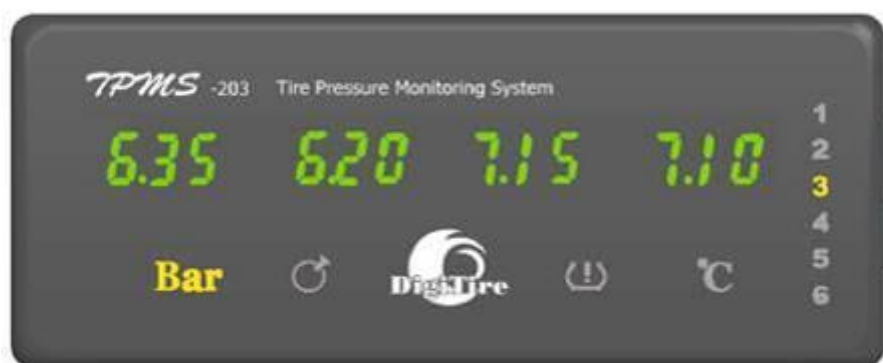 TPMS -203 Tire Pressure Monitoring System
6.35 6.20 7.15 7.10
Bar DigiTire °C
1
2
3
4
5
6